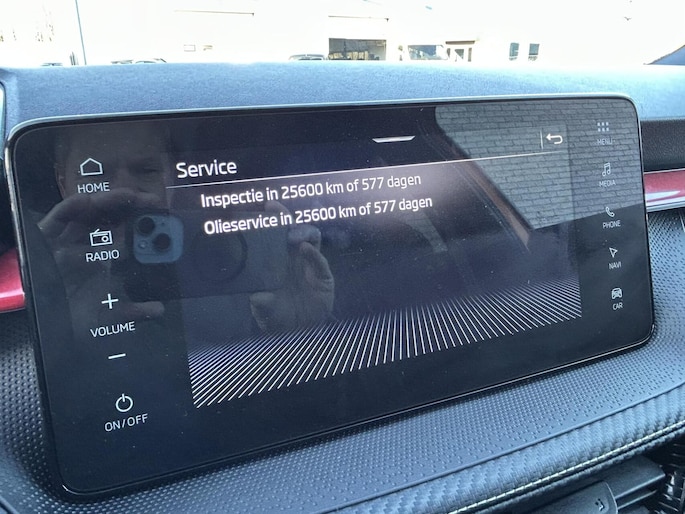 Service
Inspectie in 25600 km of 577 dagen
Olieservice in 25600 km of 577 dagen
HOME
RADIO
+
VOLUME
−
ON/OFF
MENU
MEDIA
PHONE
NAVI
CAR